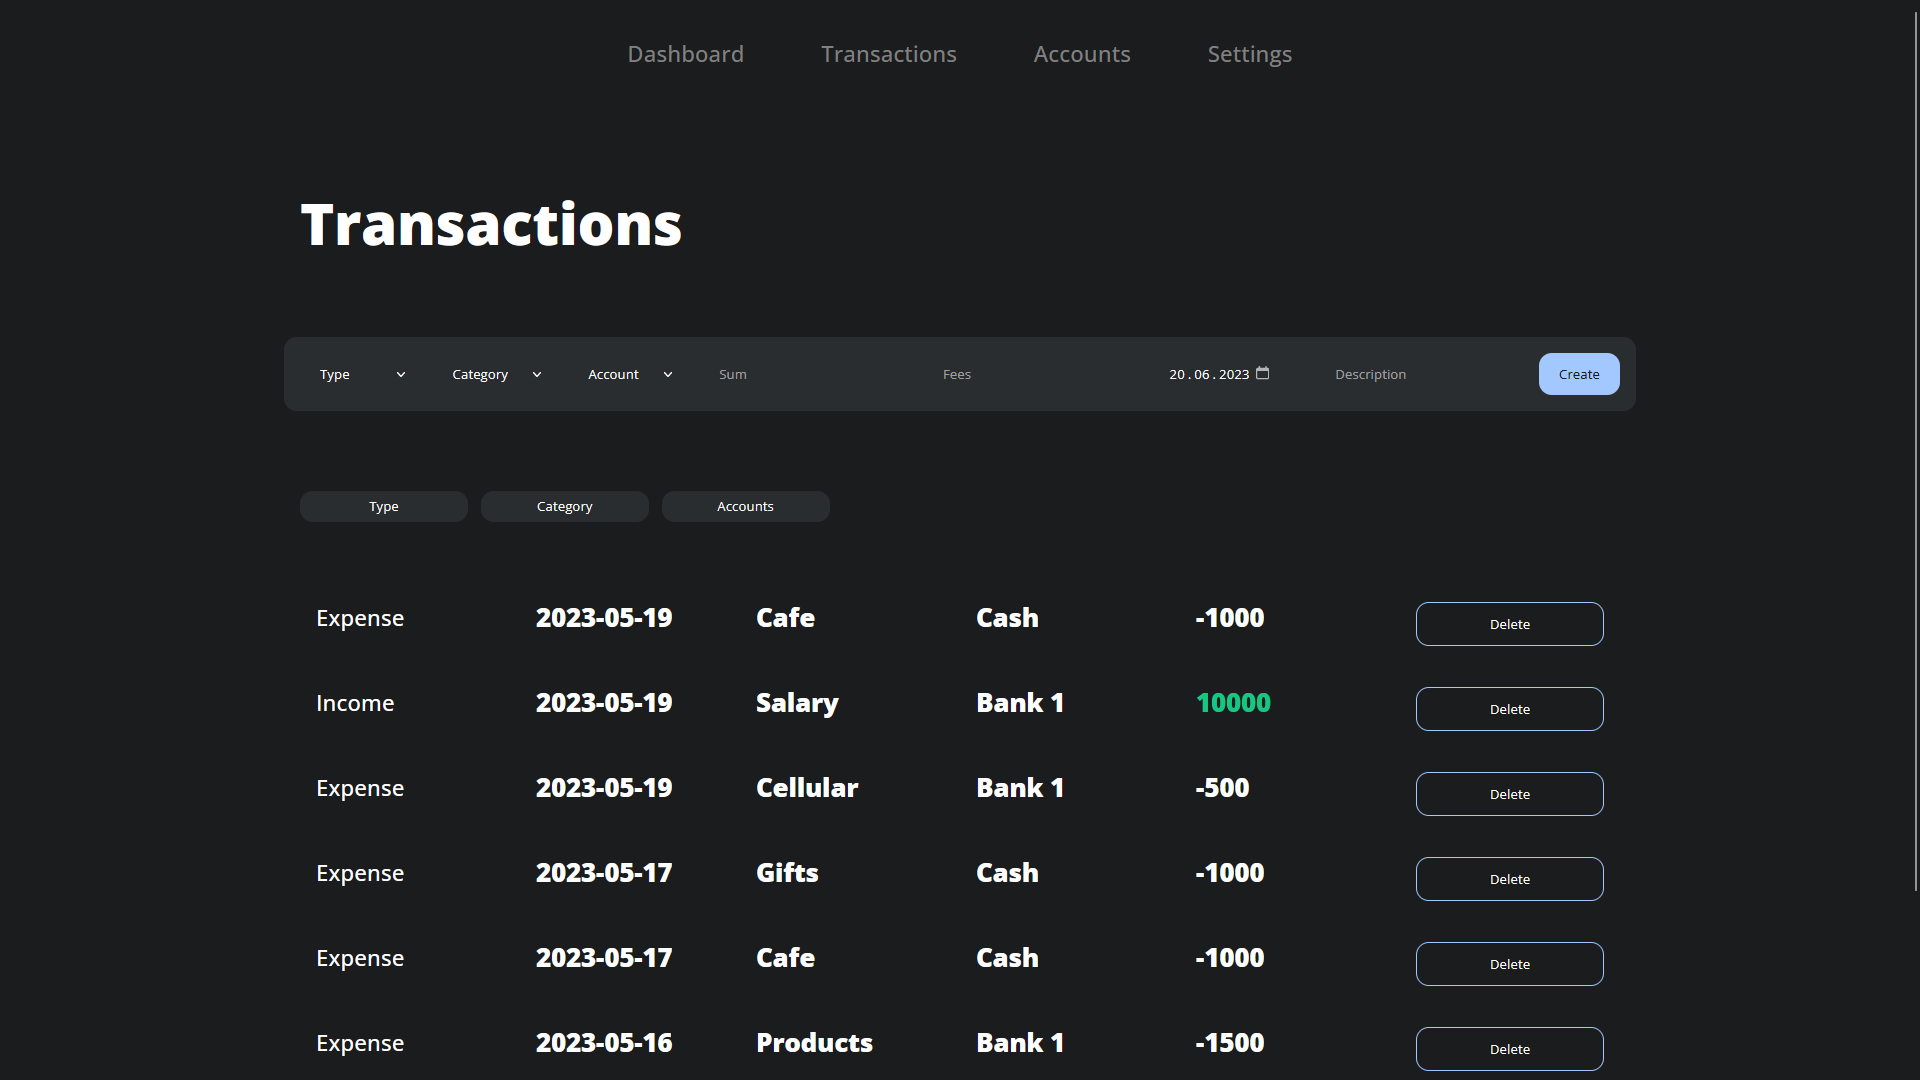 Dashboard Transactions Accounts Settings
Transactions
Type Category Account Sum Fees 20.06.2023 Description Create
Type Category Accounts
Expense 2023-05-19 Cafe Cash -1000 Delete
Income 2023-05-19 Salary Bank 1 10000 Delete
Expense 2023-05-19 Cellular Bank 1 -500 Delete
Expense 2023-05-17 Gifts Cash -1000 Delete
Expense 2023-05-17 Cafe Cash -1000 Delete
Expense 2023-05-16 Products Bank 1 -1500 Delete